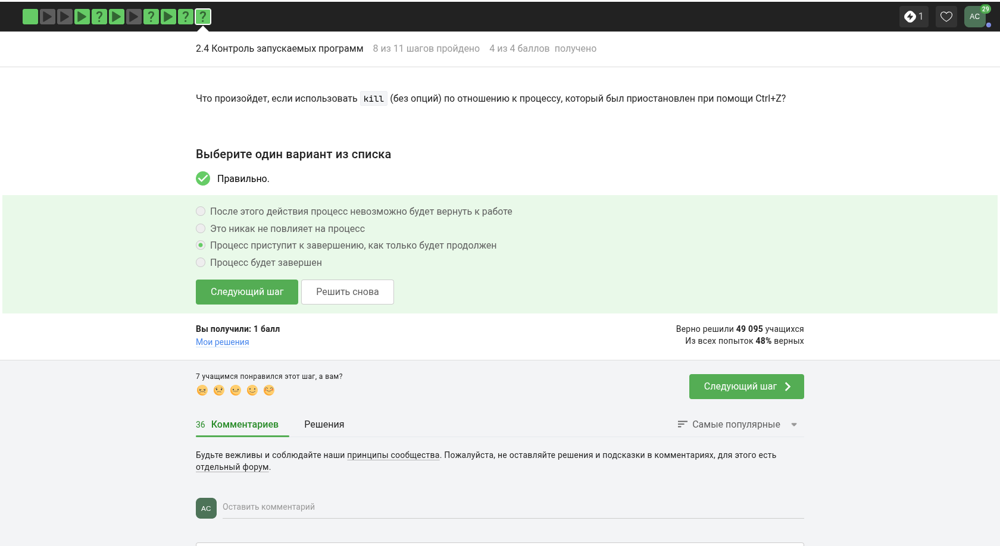 ? ? ? ?
1
AC
29
2.4 Контроль запускаемых программ 8 из 11 шагов пройдено 4 из 4 баллов получено
Что произойдет, если использовать kill (без опций) по отношению к процессу, который был приостановлен при помощи Ctrl+Z?
Выберите один вариант из списка
Правильно.
После этого действия процесс невозможно будет вернуть к работе
Это никак не повлияет на процесс
Процесс приступит к завершению, как только будет продолжен
Процесс будет завершен
Следующий шаг Решить снова
Вы получили: 1 балл
Мои решения
Верно решили 49 095 учащихся
Из всех попыток 48% верных
7 учащимся понравился этот шаг, а вам?
Следующий шаг
36 Комментариев Решения Самые популярные
Будьте вежливы и соблюдайте наши принципы сообщества. Пожалуйста, не оставляйте решения и подсказки в комментариях, для этого есть
отдельный форум.
AC Оставить комментарий